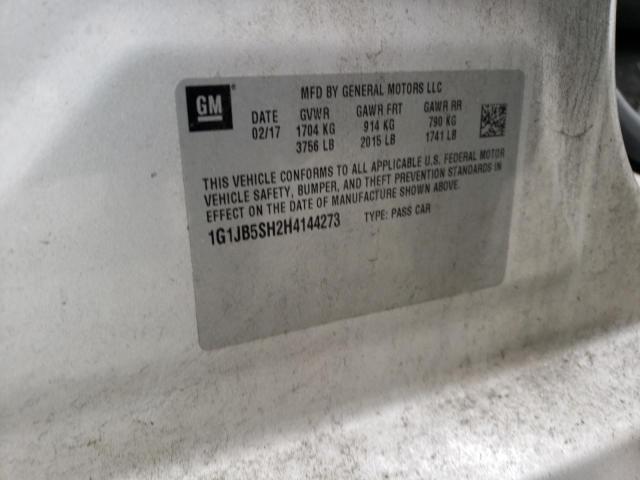 GM
MFD BY GENERAL MOTORS LLC
DATE GVWR GAWR FRT GAWR RR
02/17 1704 KG 914 KG 790 KG
3756 LB 2015 LB 1741 LB
THIS VEHICLE CONFORMS TO ALL APPLICABLE U.S. FEDERAL MOTOR
VEHICLE SAFETY, BUMPER, AND THEFT PREVENTION STANDARDS IN
EFFECT ON THE DATE OF MANUFACTURE SHOWN ABOVE.
1G1JB5SH2H4144273 TYPE: PASS CAR